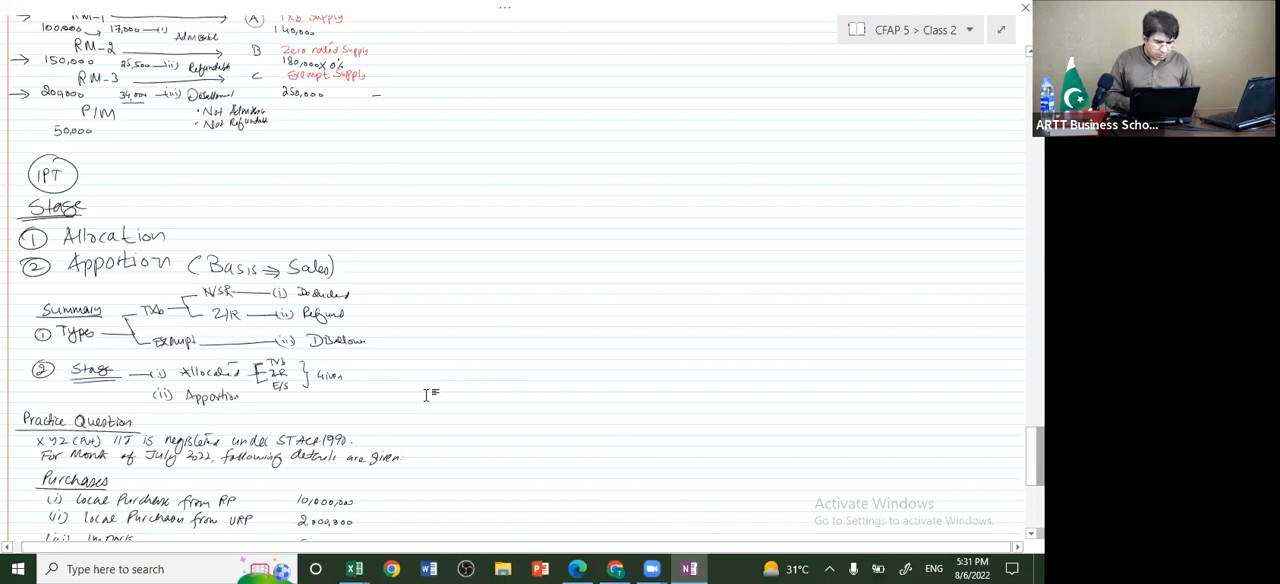 RM-1 (A) TXB Supply
100,000 17,000 (i) Admissible 140,000
RM-2 B Zero rated Supply
150,000 25,500 (ii) Refundable 180,000 X 0%
RM-3 C Exempt Supply
200,000 34,000 (iii) Disallowed 250,000
P/M • Not Admissible
• Not Refundable
50,000
IPT
Stage
① Allocation
② Apportion (Basis ⇒ Sales)
Summary
① Types
TXB N/SR (i) Deducted
Z/R (ii) Refund
Exempt (ii) DBellow
② Stage (i) Allocated [TXB ZR E/S} Given
(ii) Apportion
Practice Question
XYZ (Pvt) is registered under STACR 1990.
For Month of July 2022, following details are given.
Purchases
(i) Local Purchase from RP 10,000,000
(ii) Local Purchases from URP 2,000,000
(iii) Imports
CFAP 5 > Class 2
ARTT Business Scho...
Activate Windows
Go to Settings to activate Windows.
Type here to search
31°C
ENG
5:31 PM
8/6/2022